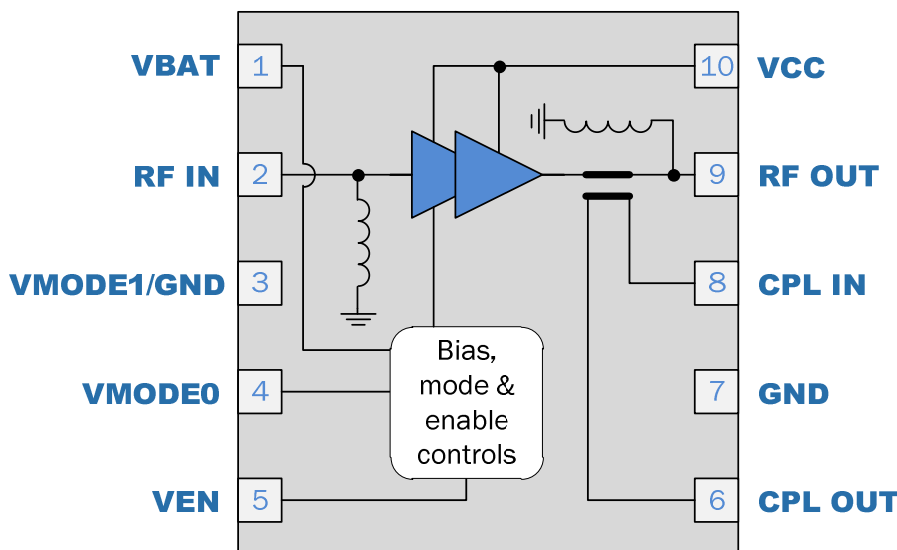 VBAT 1
10 VCC
RF IN 2
9 RF OUT
VMODE1/GND 3
8 CPL IN
Bias,
mode &
enable
controls
VMODE0 4
7 GND
VEN 5
6 CPL OUT